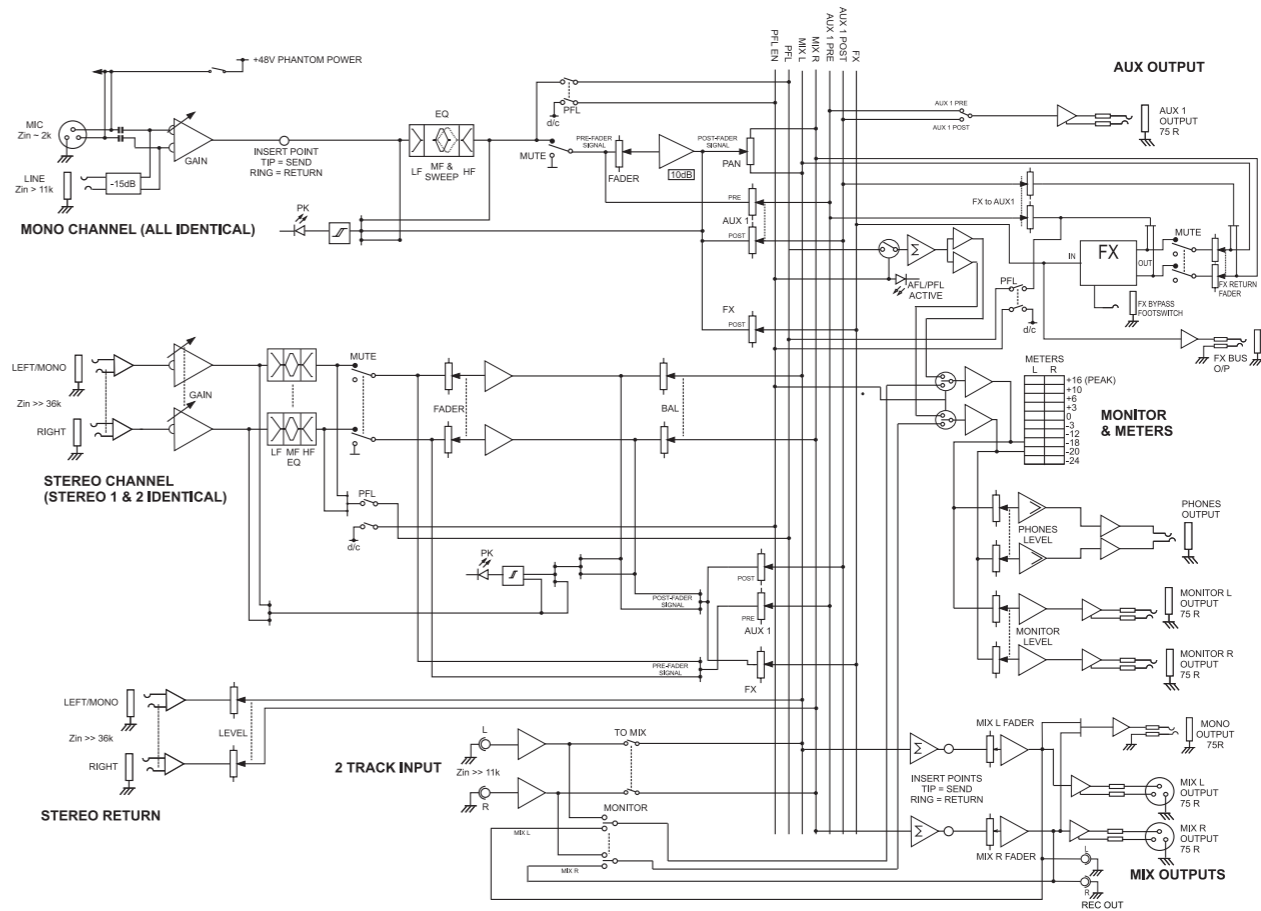 +48V PHANTOM POWER
MIC
Zin ~ 2k
LINE
Zin > 11k
-15dB
GAIN
INSERT POINT
TIP = SEND
RING = RETURN
EQ
LF
MF &
SWEEP
HF
PFL
d/c
MUTE
PRE-FADER
SIGNAL
FADER
10dB
POST-FADER
SIGNAL
PAN
PRE
AUX 1
POST
FX
POST
PK
MONO CHANNEL (ALL IDENTICAL)
PFL EN
PFL
MIX L
MIX R
AUX 1 PRE
AUX 1 POST
FX
AUX OUTPUT
AUX 1 PRE
AUX 1 POST
AUX 1
OUTPUT
75 R
FX to AUX1
IN
FX
OUT
MUTE
FX RETURN
FADER
FX BYPASS
FOOTSWITCH
PFL
d/c
FX BUS
O/P
Σ
AFL/PFL
ACTIVE
LEFT/MONO
Zin >> 36k
RIGHT
GAIN
LF MF HF
EQ
MUTE
FADER
BAL
STEREO CHANNEL
(STEREO 1 & 2 IDENTICAL)
PFL
d/c
PK
POST-FADER
SIGNAL
PRE-FADER
SIGNAL
POST
PRE
AUX 1
FX
METERS
L R
+16 (PEAK)
+10
+6
+3
0
-3
-12
-18
-20
-24
MONITOR
& METERS
PHONES
OUTPUT
PHONES
LEVEL
MONITOR L
OUTPUT
75 R
MONITOR
LEVEL
MONITOR R
OUTPUT
75 R
LEFT/MONO
Zin >> 36k
RIGHT
LEVEL
STEREO RETURN
2 TRACK INPUT
L
Zin >> 11k
R
TO MIX
MONITOR
MIX L
MIX R
Σ
Σ
INSERT POINTS
TIP = SEND
RING = RETURN
MIX L FADER
MIX R FADER
MONO
OUTPUT
75R
MIX L
OUTPUT
75 R
MIX R
OUTPUT
75 R
L
R
REC OUT
MIX OUTPUTS